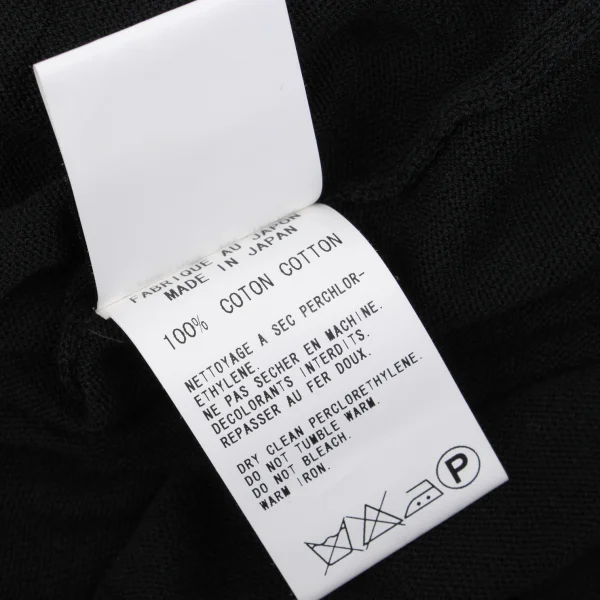 FABRIQUE AU JAPON
MADE IN JAPAN
100% COTON COTTON
NETTOYAGE A SEC PERCHLOR-
ETHYLENE.
NE PAS SECHER EN MACHINE.
DECOLORANTS INTERDITS.
REPASSER AU FER DOUX.
DRY CLEAN PERCLORETHYLENE.
DO NOT TUMBLE WARM.
DO NOT BLEACH.
WARM IRON.
P